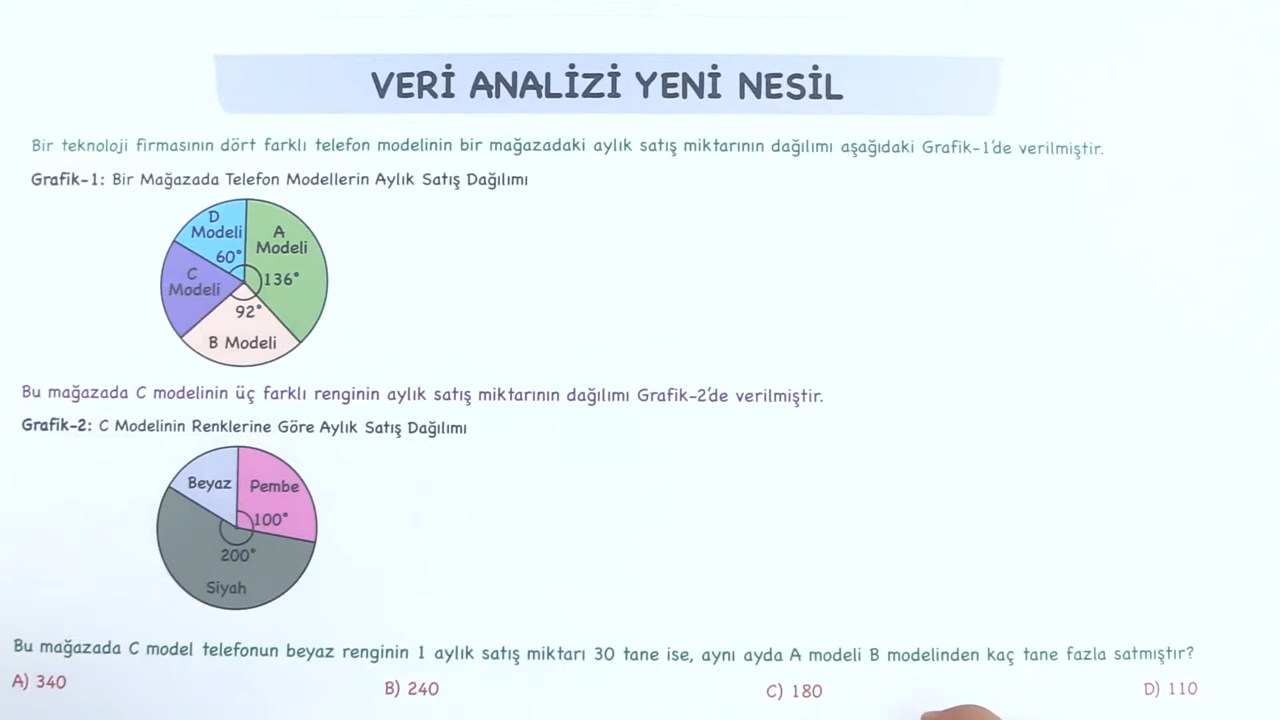 VERİ ANALİZİ YENİ NESİL
Bir teknoloji firmasının dört farklı telefon modelinin bir mağazadaki aylık satış miktarının dağılımı aşağıdaki Grafik-1'de verilmiştir.
Grafik-1: Bir Mağazada Telefon Modellerin Aylık Satış Dağılımı
D
Modeli
A
Modeli
60°
C
Modeli
136°
92°
B Modeli
Bu mağazada C modelinin üç farklı renginin aylık satış miktarının dağılımı Grafik-2'de verilmiştir.
Grafik-2: C Modelinin Renklerine Göre Aylık Satış Dağılımı
Beyaz
Pembe
100°
200°
Siyah
Bu mağazada C model telefonun beyaz renginin 1 aylık satış miktarı 30 tane ise, aynı ayda A modeli B modelinden kaç tane fazla satmıştır?
A) 340
B) 240
C) 180
D) 110